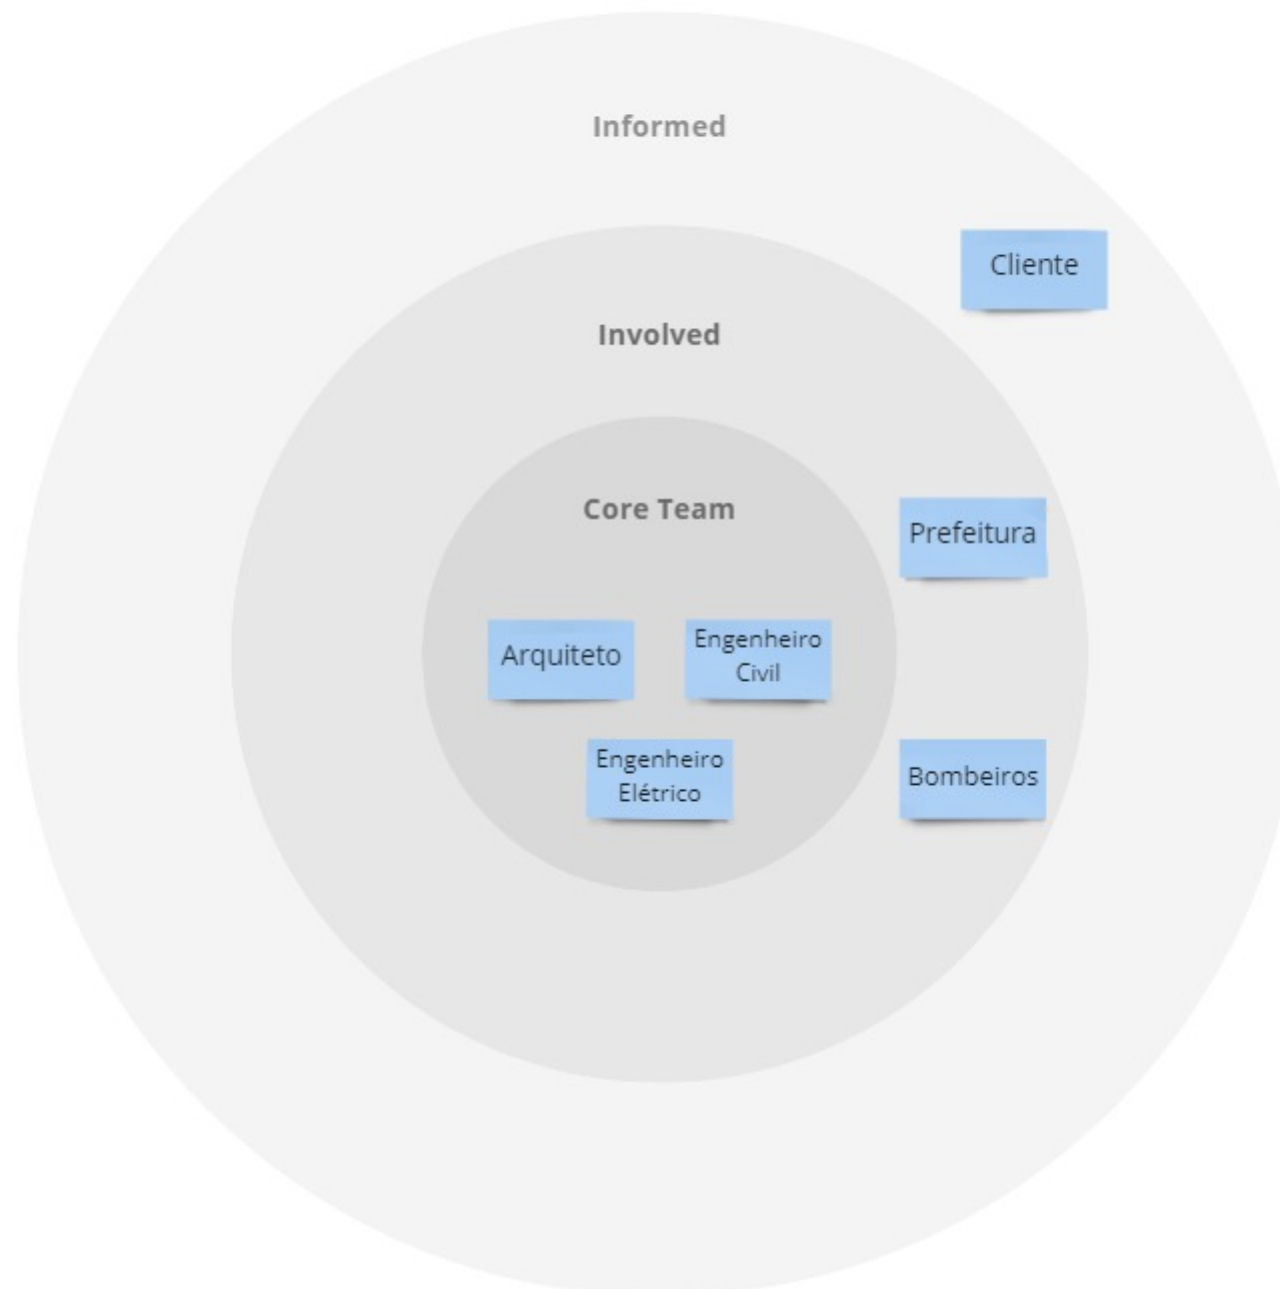 Informed
Cliente
Involved
Core Team
Prefeitura
Arquiteto
Engenheiro
Civil
Engenheiro
Elétrico
Bombeiros